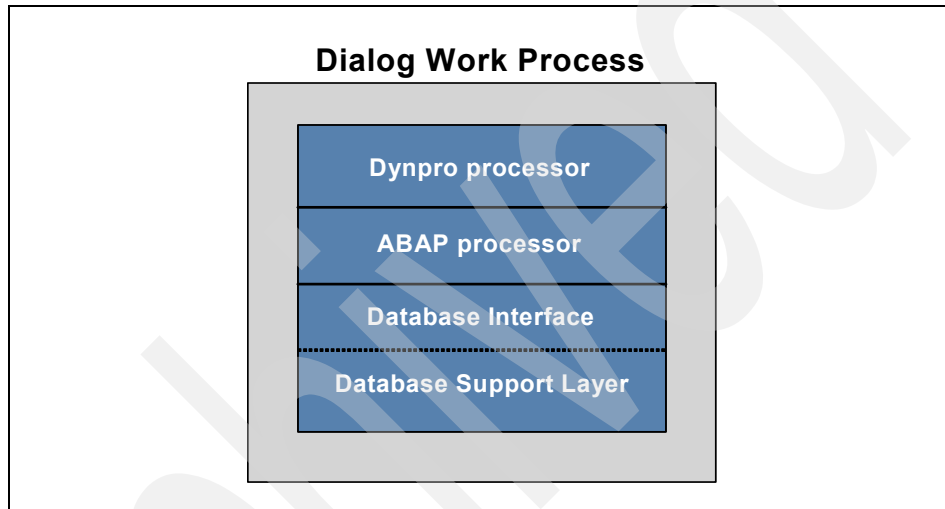 Dialog Work Process
Dynpro processor
ABAP processor
Database Interface
Database Support Layer